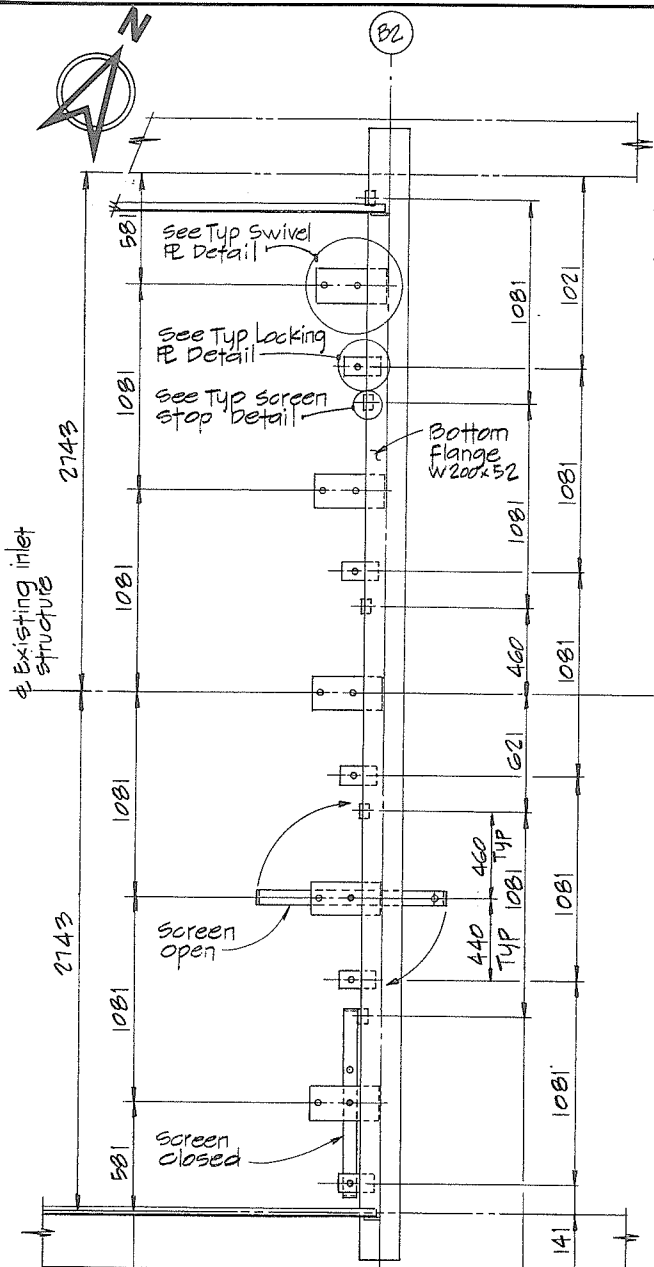 N
B2
581
See Typ Swivel
PL Detail
1081
1021
See Typ Locking
PL Detail
1081
See Typ Screen
Stop Detail
Bottom
Flange
W200x52
2743
1081
1081
1081
℄ Existing inlet
structure
460
1081
621
1081
460
TYP
1081
1081
2743
Screen
open
440
TYP
1081
1081
Screen
closed
581
141